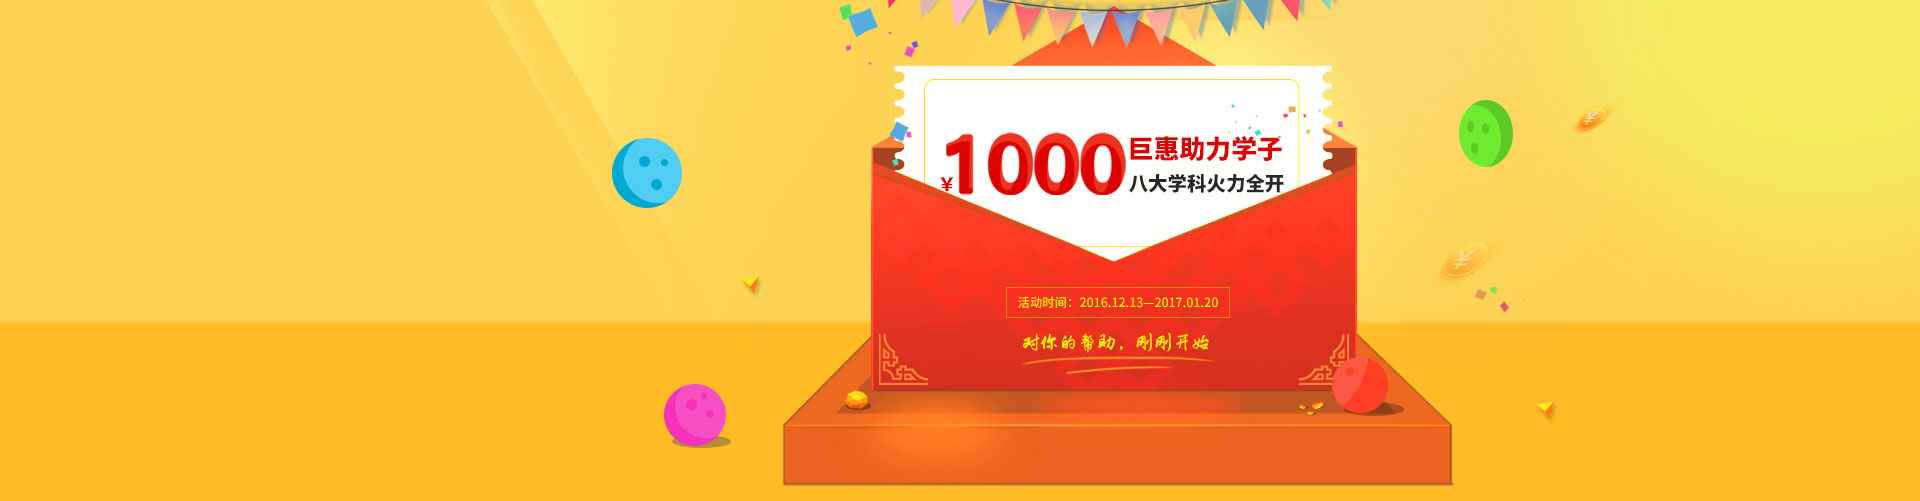 ¥1000 巨惠助力学子
八大学科火力全开
活动时间：2016.12.13—2017.01.20
对你的帮助，刚刚开始
¥
¥